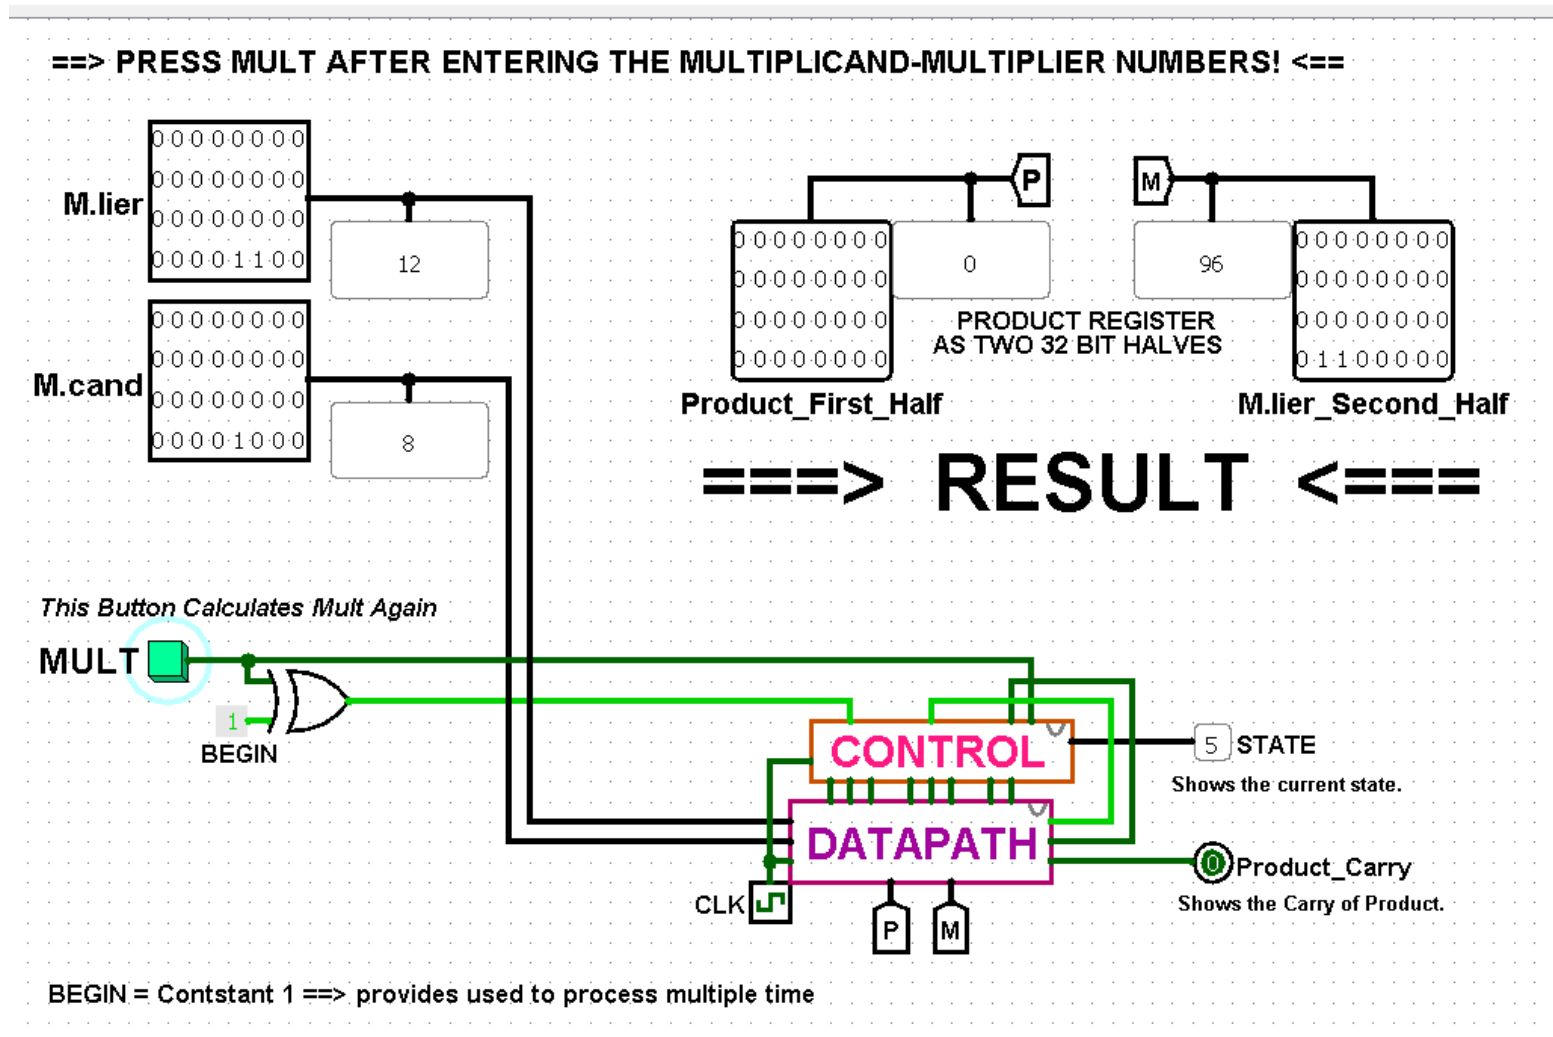 ==> PRESS MULT AFTER ENTERING THE MULTIPLICAND-MULTIPLIER NUMBERS! <==
M.lier
00000000
00000000
00000000
00001100
12
M.cand
00000000
00000000
00000000
00001000
8
P
M
00000000
00000000
00000000
00000000
0
96
00000000
00000000
00000000
01100000
PRODUCT REGISTER
AS TWO 32 BIT HALVES
Product_First_Half
M.lier_Second_Half
===> RESULT <===
This Button Calculates Mult Again
MULT
1
BEGIN
CONTROL
5 STATE
Shows the current state.
DATAPATH
0 Product_Carry
Shows the Carry of Product.
CLK
P
M
BEGIN = Contstant 1 ==> provides used to process multiple time